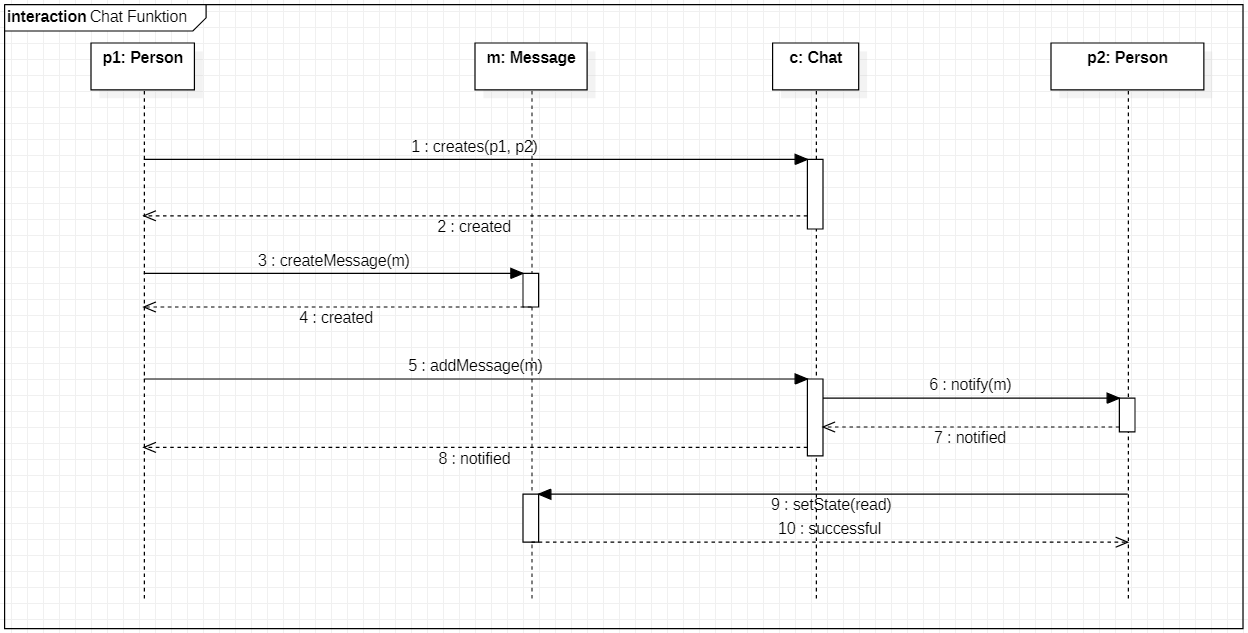 interaction Chat Funktion
p1: Person
m: Message
c: Chat
p2: Person
1 : creates(p1, p2)
2 : created
3 : createMessage(m)
4 : created
5 : addMessage(m)
6 : notify(m)
7 : notified
8 : notified
9 : setState(read)
10 : successful